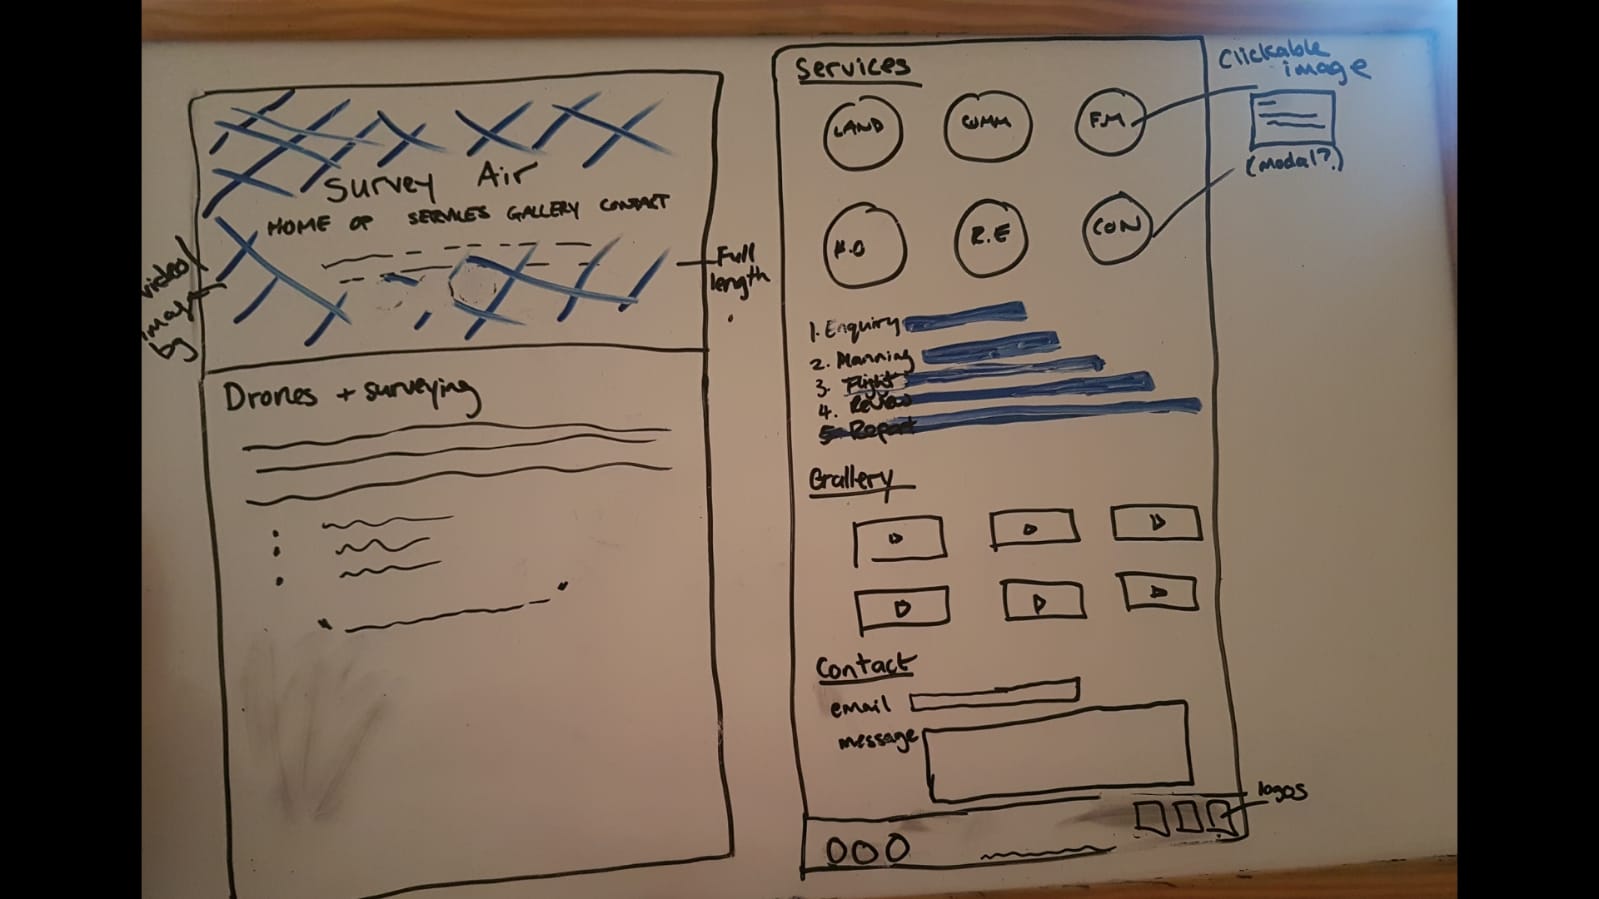 Survey Air
HOME OP SERVICES GALLERY CONTACT
video/
image
bg
Full
length
Drones + surveying
Services
LAND
COMM
F.M
R.E
CON
Clickable
image
(modal?)
1. Enquiry
2. Planning
3. Flight
4. Review
5. Report
Gallery
Contact
email
message
logos